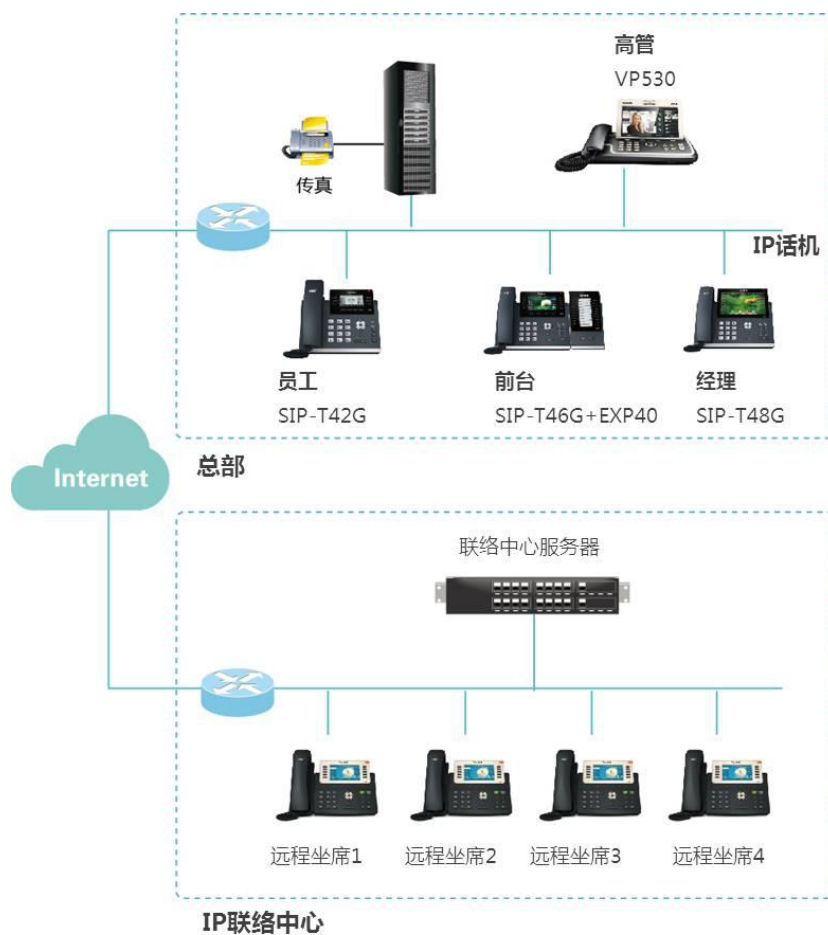 高管
VP530
传真
IP话机
员工
SIP-T42G
前台
SIP-T46G+EXP40
经理
SIP-T48G
Internet
总部
联络中心服务器
远程坐席1
远程坐席2
远程坐席3
远程坐席4
IP联络中心